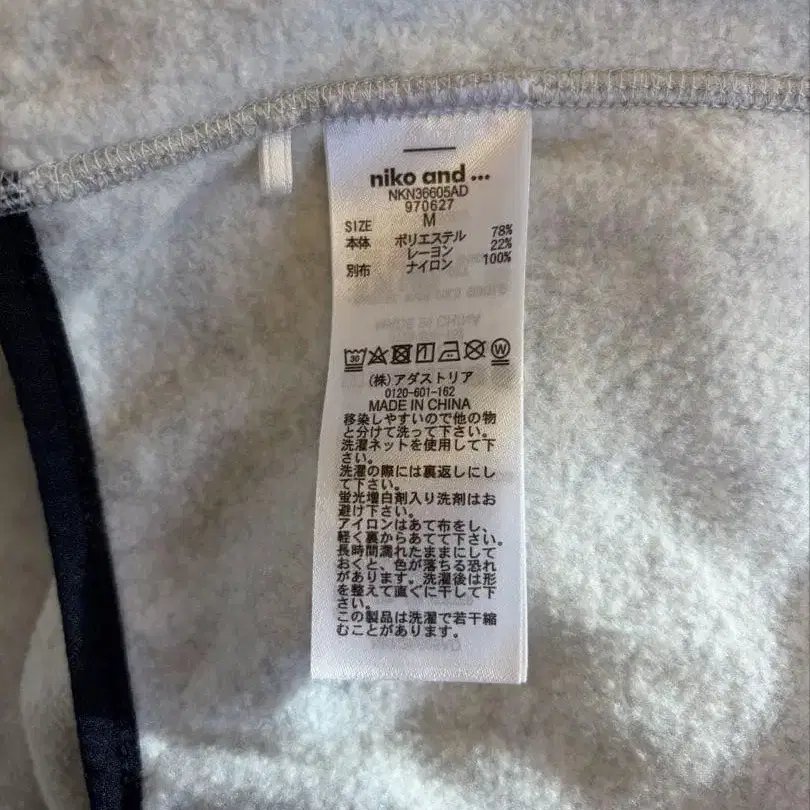 niko and ...
NKN36605AD
970627
SIZE M
本体 ポリエステル 78%
レーヨン 22%
別布 ナイロン 100%
30
W
(株)アダストリア
0120-601-162
MADE IN CHINA
移染しやすいので他の物
と分けて洗って下さい。
洗濯ネットを使用して下
さい。
洗濯の際には裏返しにし
て下さい。
蛍光増白剤入り洗剤はお
避け下さい。
アイロンはあて布をし、
軽く裏からあてて下さい。
長時間濡れたままにして
おくと、色が落ちる恐れ
があります。洗濯後は形
を整えて直ぐに干して下
さい。
この製品は洗濯で若干縮
むことがあります。